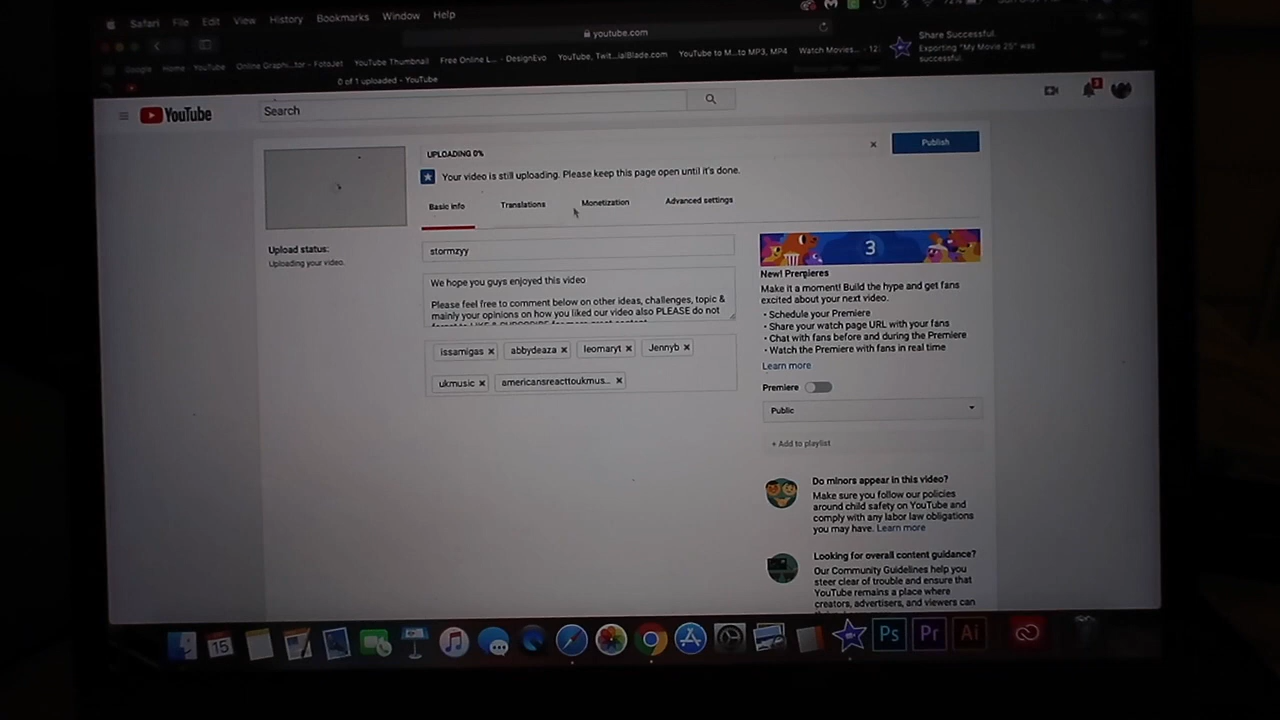 Safari File Edit View History Bookmarks Window Help
youtube.com
Share Successful.
Exporting "My Movie 25" was
successful.
Google Home - YouTube Online Graphi...tor - FotoJet YouTube Thumbnail Free Online L... - DesignEvo YouTube, Twit...ialBlade.com YouTube to M...to MP3, MP4 Watch Movies...
0 of 1 uploaded - YouTube
YouTube
Search
3
UPLOADING 0%
Publish
Your video is still uploading. Please keep this page open until it's done.
Basic info Translations Monetization Advanced settings
Upload status:
Uploading your video.
stormzyy
We hope you guys enjoyed this video
Please feel free to comment below on other ideas, challenges, topic &
mainly your opinions on how you liked our video also PLEASE do not
issamigas abbydeaza leomaryt Jennyb
ukmusic americansreacttoukmus...
3
New! Premieres
Make it a moment! Build the hype and get fans
excited about your next video.
• Schedule your Premiere
• Share your watch page URL with your fans
• Chat with fans before and during the Premiere
• Watch the Premiere with fans in real time
Learn more
Premiere
Public
+ Add to playlist
Do minors appear in this video?
Make sure you follow our policies
around child safety on YouTube and
comply with any labor law obligations
you may have. Learn more
Looking for overall content guidance?
Our Community Guidelines help you
steer clear of trouble and ensure that
YouTube remains a place where
creators, advertisers, and viewers can
15
Ps Pr Ai